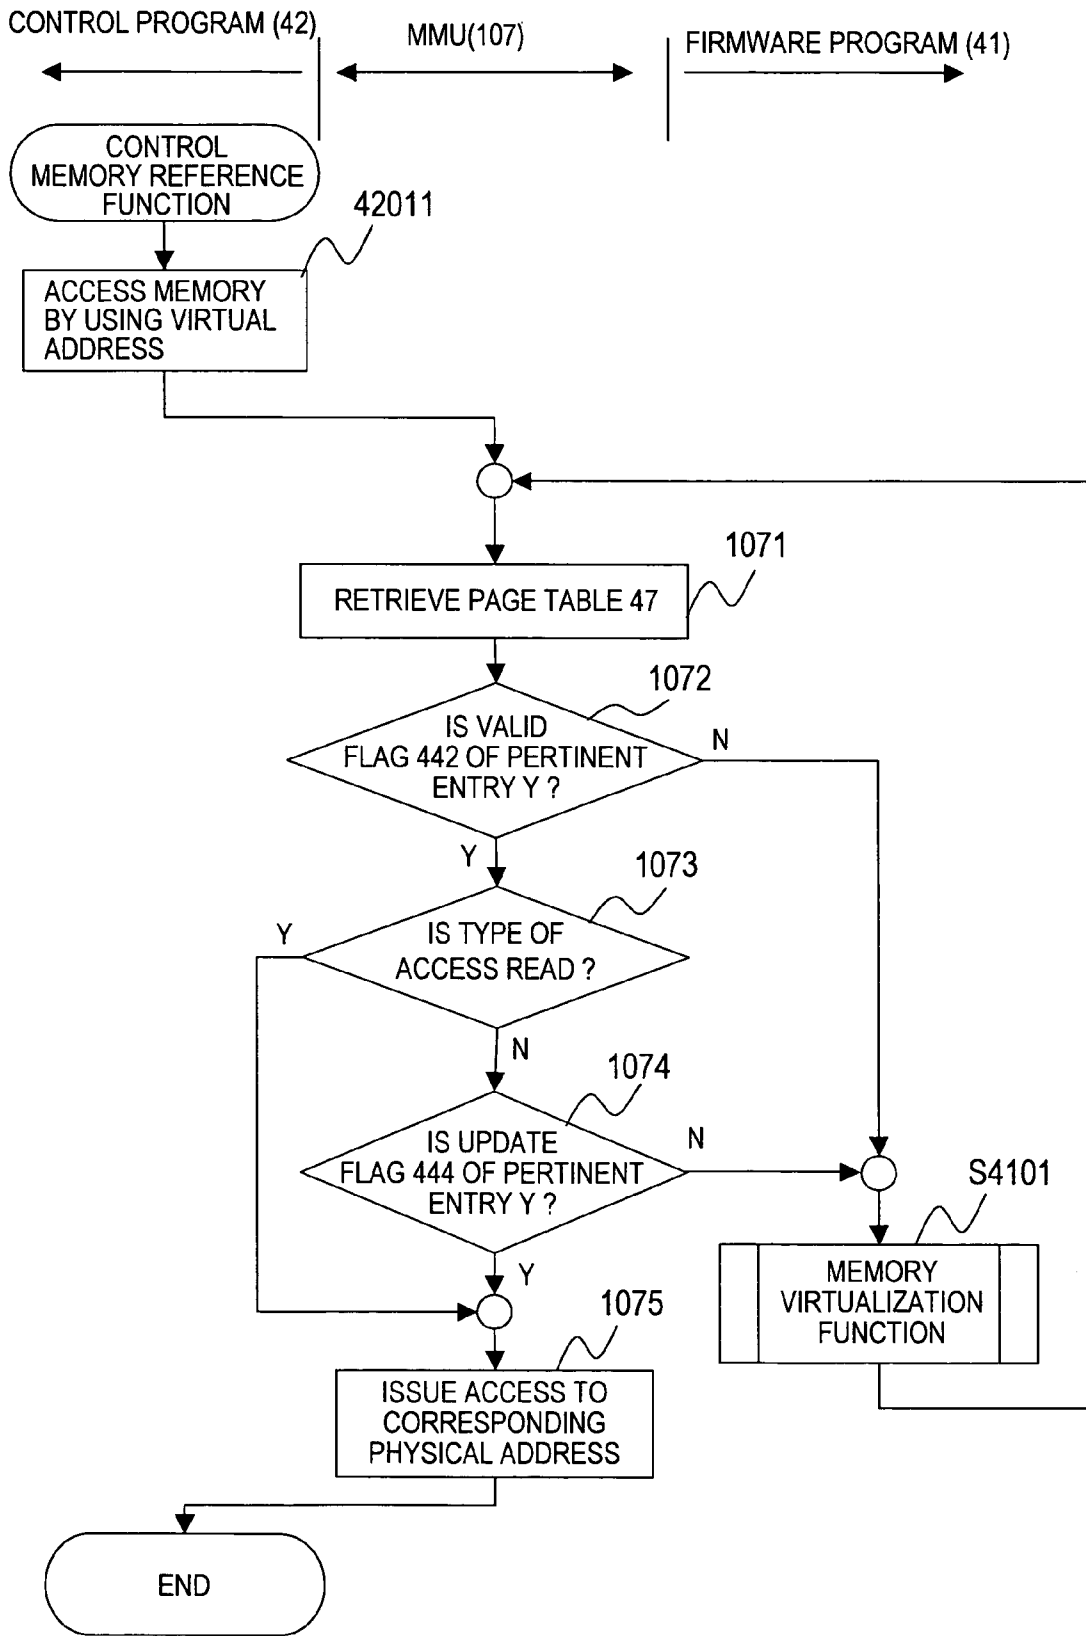 CONTROL PROGRAM (42)
MMU(107)
FIRMWARE PROGRAM (41)
CONTROL
MEMORY REFERENCE
FUNCTION
42011
ACCESS MEMORY
BY USING VIRTUAL
ADDRESS
1071
RETRIEVE PAGE TABLE 47
1072
IS VALID
FLAG 442 OF PERTINENT
ENTRY Y ?
N
Y
1073
Y
IS TYPE OF
ACCESS READ ?
N
1074
IS UPDATE
FLAG 444 OF PERTINENT
ENTRY Y ?
N
S4101
MEMORY
VIRTUALIZATION
FUNCTION
Y
1075
ISSUE ACCESS TO
CORRESPONDING
PHYSICAL ADDRESS
END